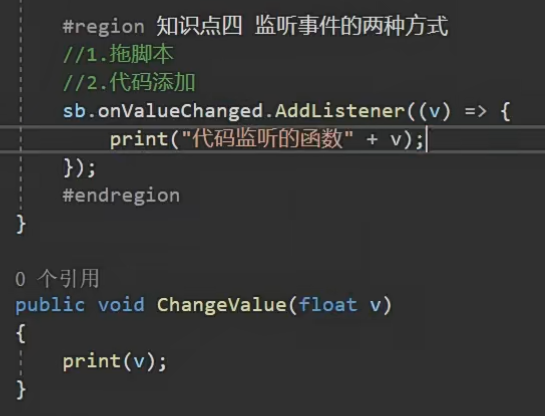 #region 知识点四 监听事件的两种方式
//1.拖脚本
//2.代码添加
sb.onValueChanged.AddListener((v) => {
print("代码监听的函数" + v);
});
#endregion
}
0 个引用
public void ChangeValue(float v)
{
print(v);
}